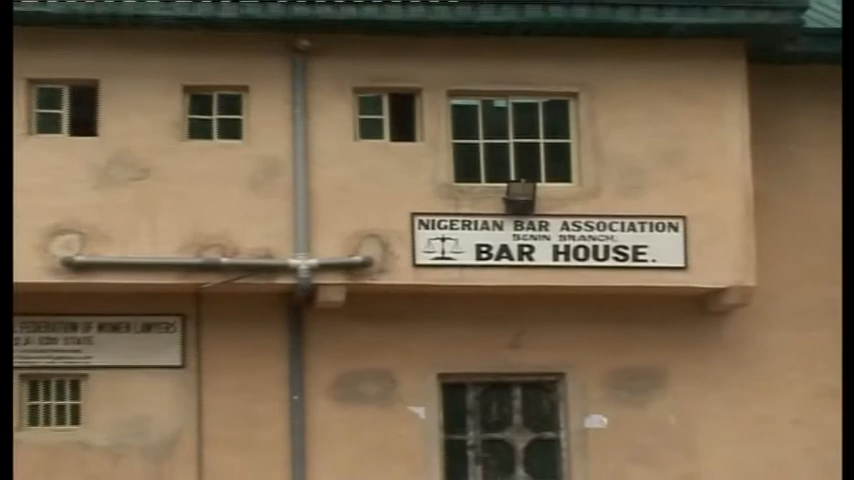 NIGERIAN BAR ASSOCIATION
BENIN BRANCH.
BAR HOUSE.
FEDERATION OF WOMEN LAWYERS
EDO STATE